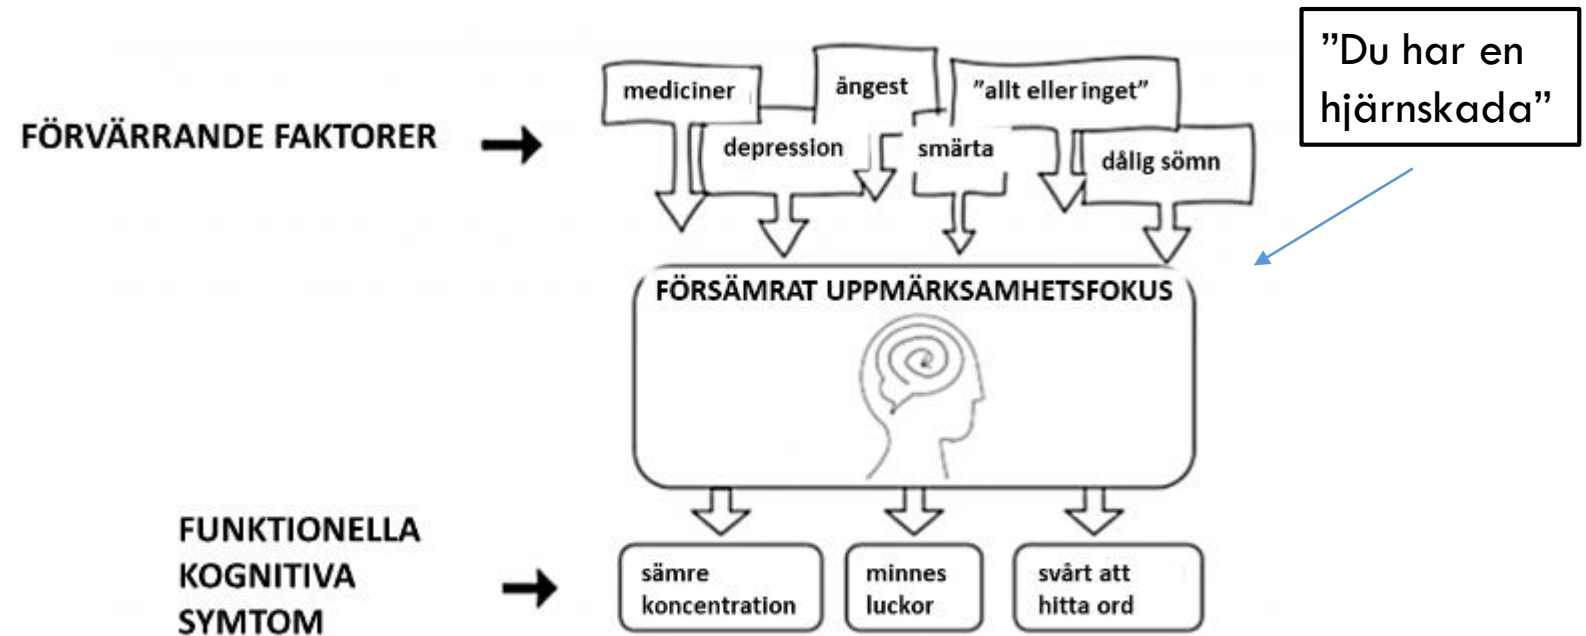 ”Du har en
hjärnskada”
FÖRVÄRRANDE FAKTORER
mediciner
ängest
”allt eller inget”
depression
smärta
dålig sömn
FÖRSÄMRAT UPPMÄRKSAMHETSFOKUS
FUNKTIONELLA
KOGNITIVA
SYMTOM
sämre
koncentration
minnes
luckor
svårt att
hitta ord